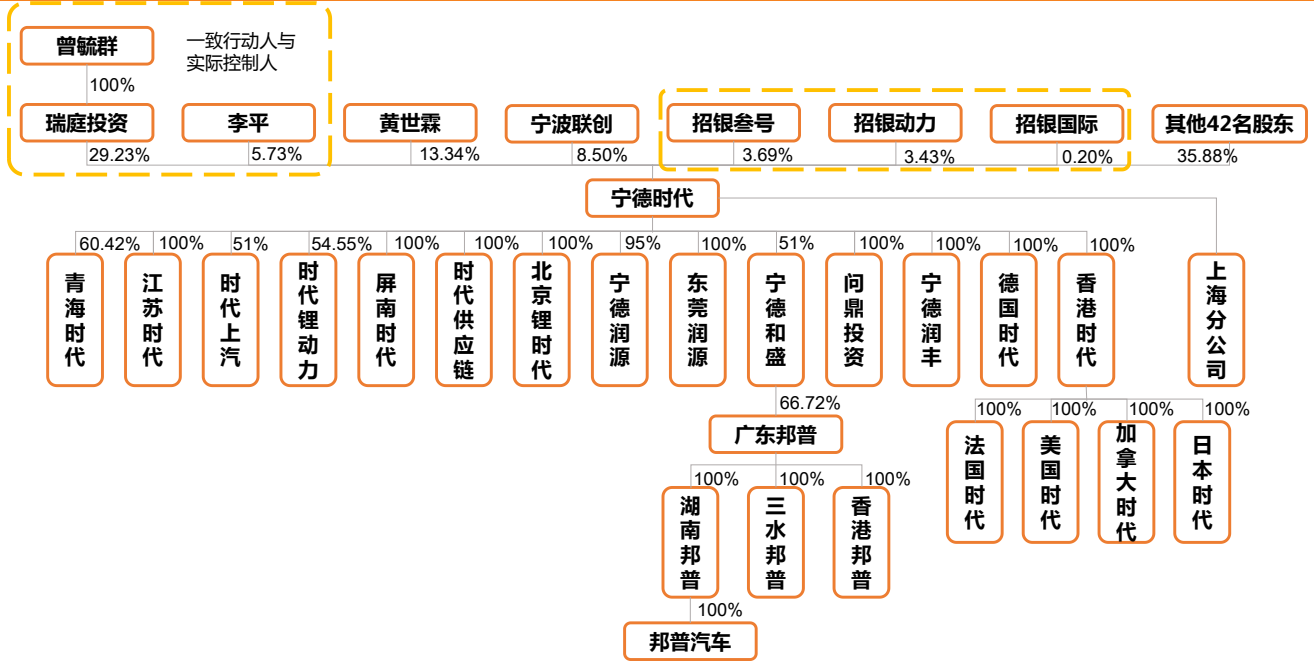 曾毓群
一致行动人与
实际控制人
100%
瑞庭投资
李平
黄世霖
宁波联创
招银叁号
招银动力
招银国际
其他42名股东
29.23%
5.73%
13.34%
8.50%
3.69%
3.43%
0.20%
35.88%
宁德时代
60.42%
100%
51%
54.55%
100%
100%
100%
95%
100%
51%
100%
100%
100%
100%
青海时代
江苏时代
时代上汽
时代锂动力
屏南时代
时代供应链
北京锂时代
宁德润源
东莞润源
宁德和盛
问鼎投资
宁德润丰
德国时代
香港时代
上海分公司
66.72%
广东邦普
100%
100%
100%
100%
法国时代
美国时代
加拿大时代
日本时代
100%
100%
100%
湖南邦普
三水邦普
香港邦普
100%
邦普汽车